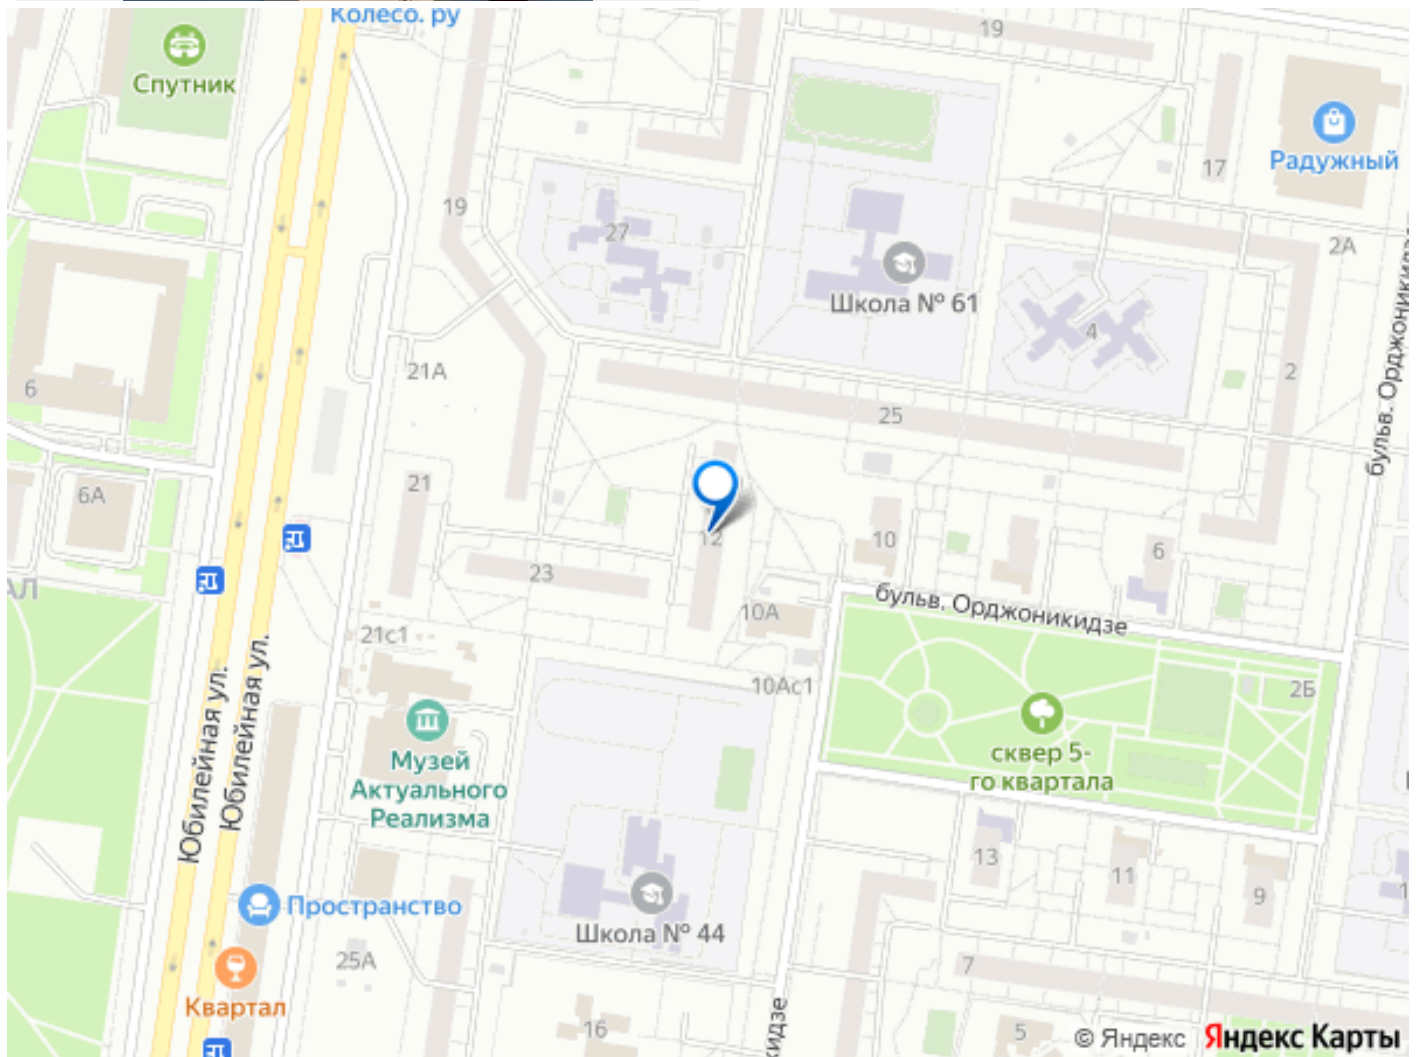 Колесо. ру
19
Спутник
Радужный
17
19
27
2А
Школа № 61
4
21А
2
6
25
бульв. Орджоникидзе
21
6А
12
10
6
23
10А
бульв. Орджоникидзе
21с1
10Ас1
2Б
Юбилейная ул.
Юбилейная ул.
Музей
Актуального
Реализма
сквер 5-
го квартала
13
11
9
Пространство
Школа № 44
25А
7
Квартал
16
5
© Яндекс
Яндекс Карты